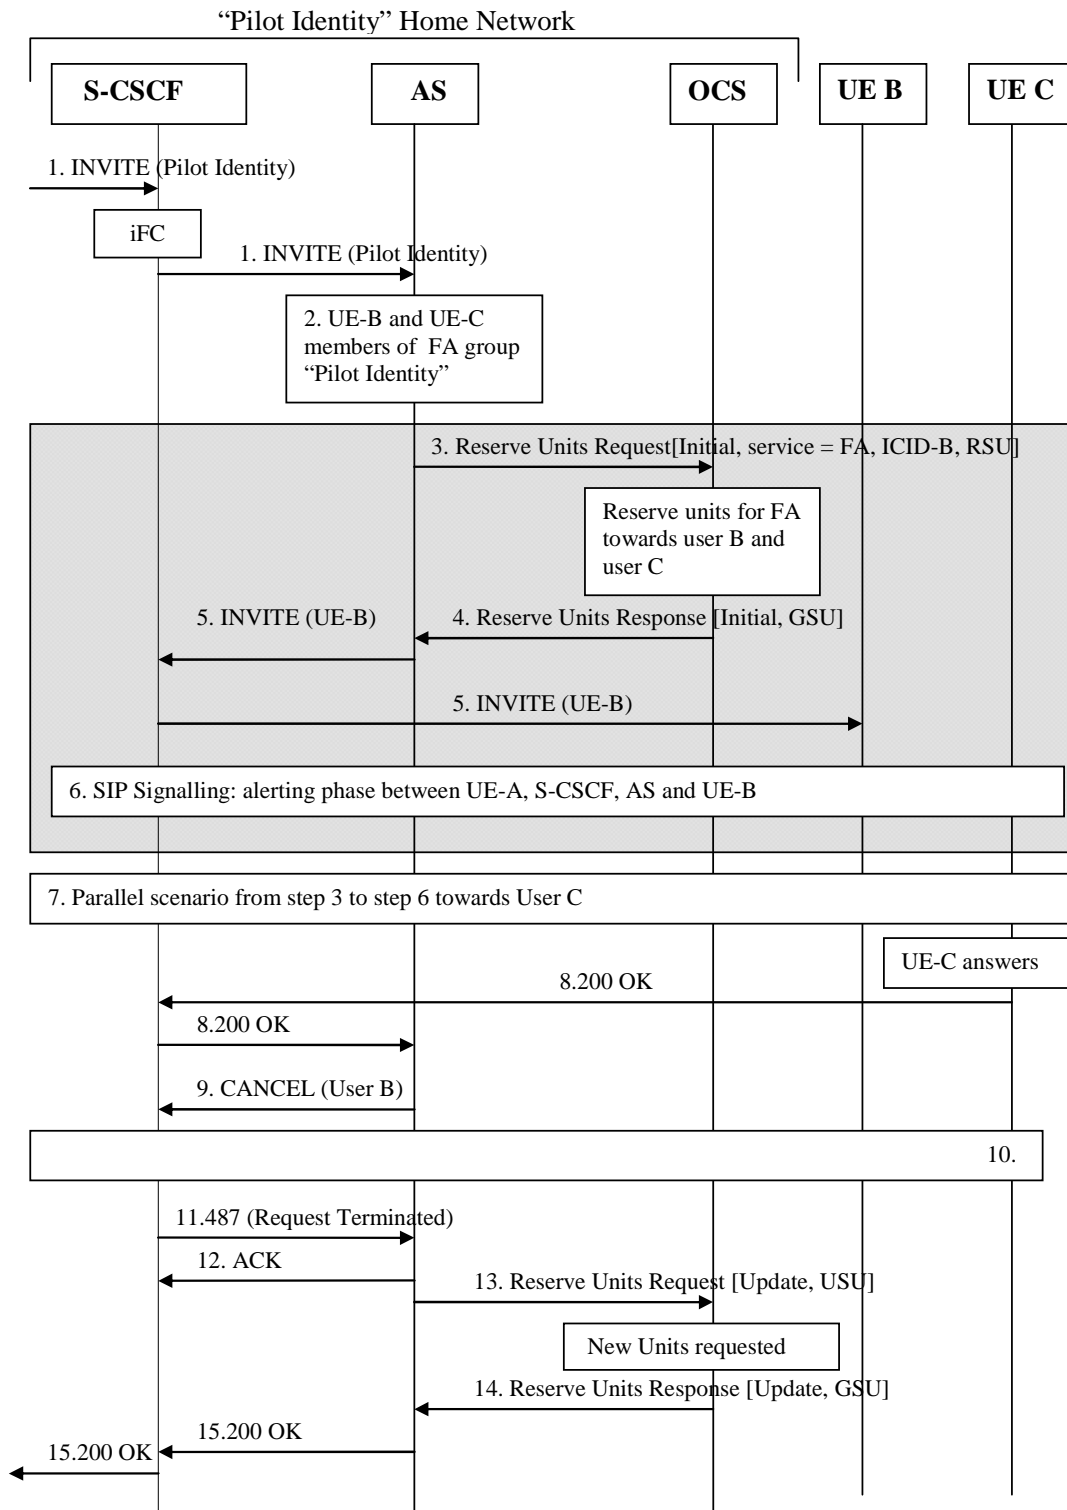 “Pilot Identity” Home Network
S-CSCF
AS
OCS
UE B
UE C
1. INVITE (Pilot Identity)
iFC
1. INVITE (Pilot Identity)
2. UE-B and UE-C
members of FA group
“Pilot Identity”
3. Reserve Units Request[Initial, service = FA, ICID-B, RSU]
Reserve units for FA
towards user B and
user C
5. INVITE (UE-B)
4. Reserve Units Response [Initial, GSU]
5. INVITE (UE-B)
6. SIP Signalling: alerting phase between UE-A, S-CSCF, AS and UE-B
7. Parallel scenario from step 3 to step 6 towards User C
UE-C answers
8.200 OK
8.200 OK
9. CANCEL (User B)
10.
11.487 (Request Terminated)
12. ACK
13. Reserve Units Request [Update, USU]
New Units requested
14. Reserve Units Response [Update, GSU]
15.200 OK
15.200 OK